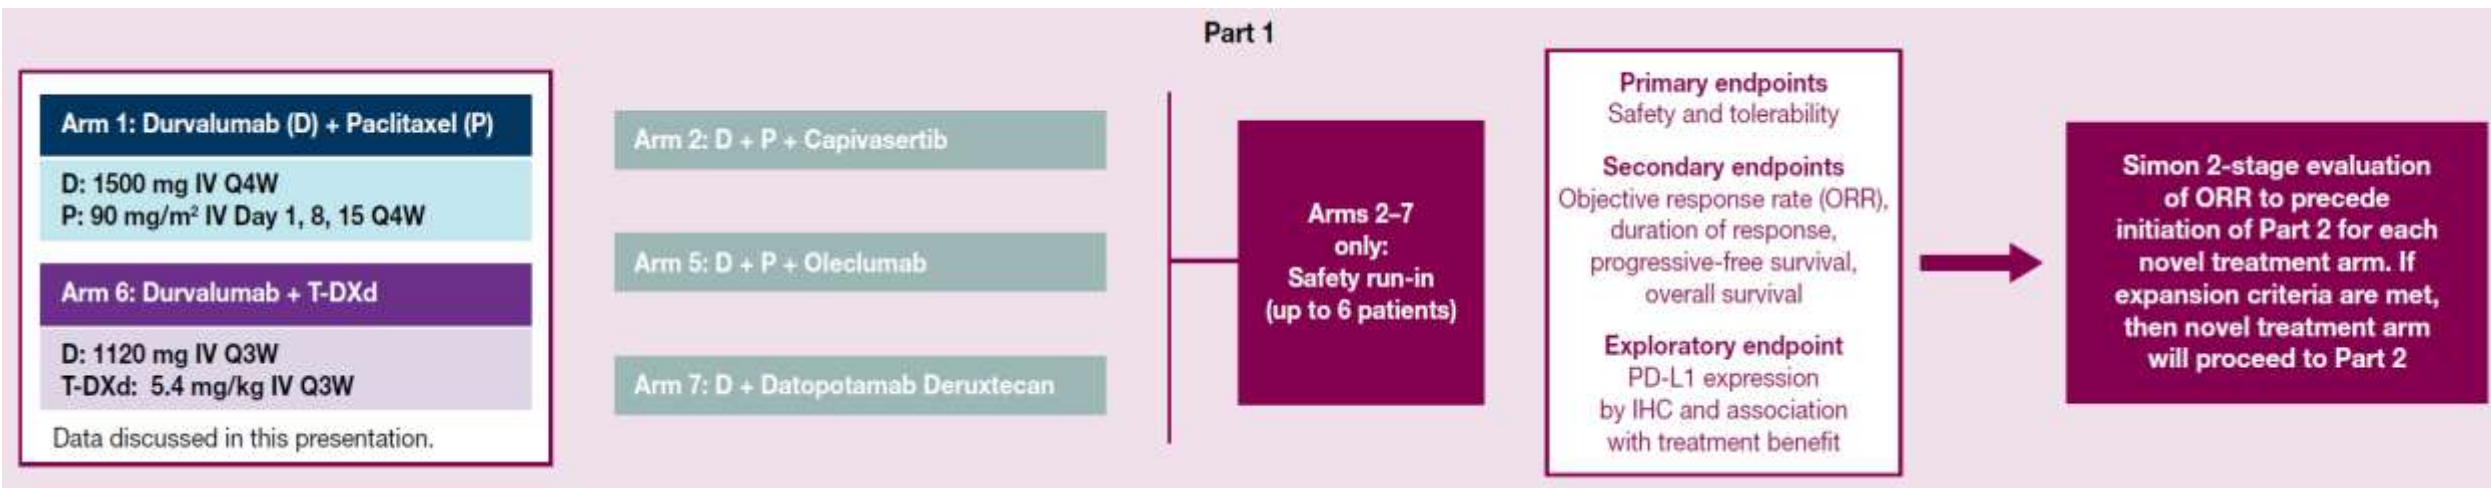 Part 1
Arm 1: Durvalumab (D) + Paclitaxel (P)
D: 1500 mg IV Q4W
P: 90 mg/m² IV Day 1, 8, 15 Q4W
Arm 6: Durvalumab + T-DXd
D: 1120 mg IV Q3W
T-DXd: 5.4 mg/kg IV Q3W
Data discussed in this presentation.
Arm 2: D + P + Capivasertib
Arm 5: D + P + Oleclumab
Arm 7: D + Datopotamab Deruxtecan
Arms 2–7
only:
Safety run-in
(up to 6 patients)
Primary endpoints
Safety and tolerability
Secondary endpoints
Objective response rate (ORR),
duration of response,
progressive-free survival,
overall survival
Exploratory endpoint
PD-L1 expression
by IHC and association
with treatment benefit
Simon 2-stage evaluation
of ORR to precede
initiation of Part 2 for each
novel treatment arm. If
expansion criteria are met,
then novel treatment arm
will proceed to Part 2